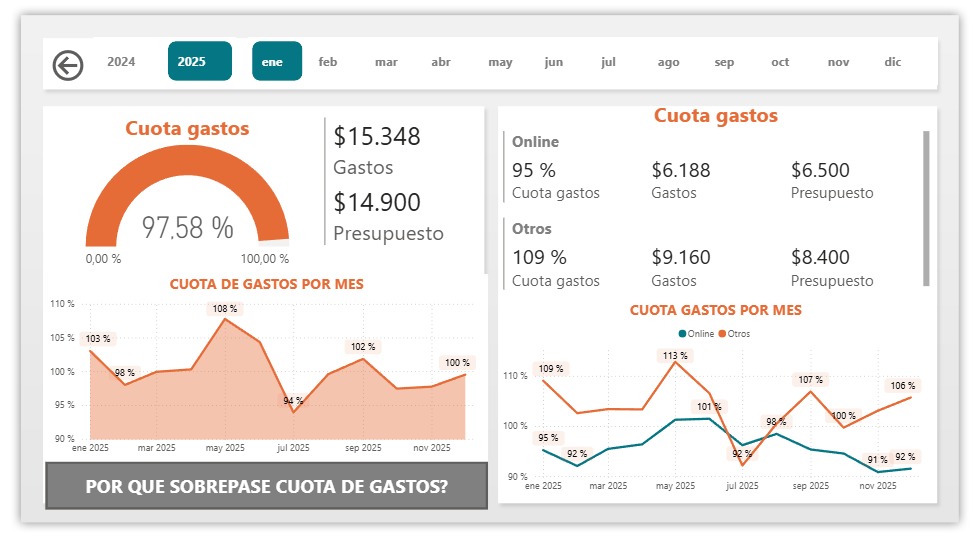 2024 2025 ene feb mar abr may jun jul ago sep oct nov dic
Cuota gastos
97,58 %
0,00 % 100,00 %
$15.348
Gastos
$14.900
Presupuesto
CUOTA DE GASTOS POR MES
110 %
105 %
100 %
95 %
90 %
103 %
98 %
108 %
94 %
102 %
100 %
ene 2025 mar 2025 may 2025 jul 2025 sep 2025 nov 2025
POR QUE SOBREPASE CUOTA DE GASTOS?
Cuota gastos
Online
95 % $6.188 $6.500
Cuota gastos Gastos Presupuesto
Otros
109 % $9.160 $8.400
Cuota gastos Gastos Presupuesto
CUOTA GASTOS POR MES
Online Otros
110 %
100 %
90 %
109 %
113 %
92 %
107 %
100 %
106 %
95 %
92 %
101 %
98 %
91 %
92 %
ene 2025 mar 2025 may 2025 jul 2025 sep 2025 nov 2025